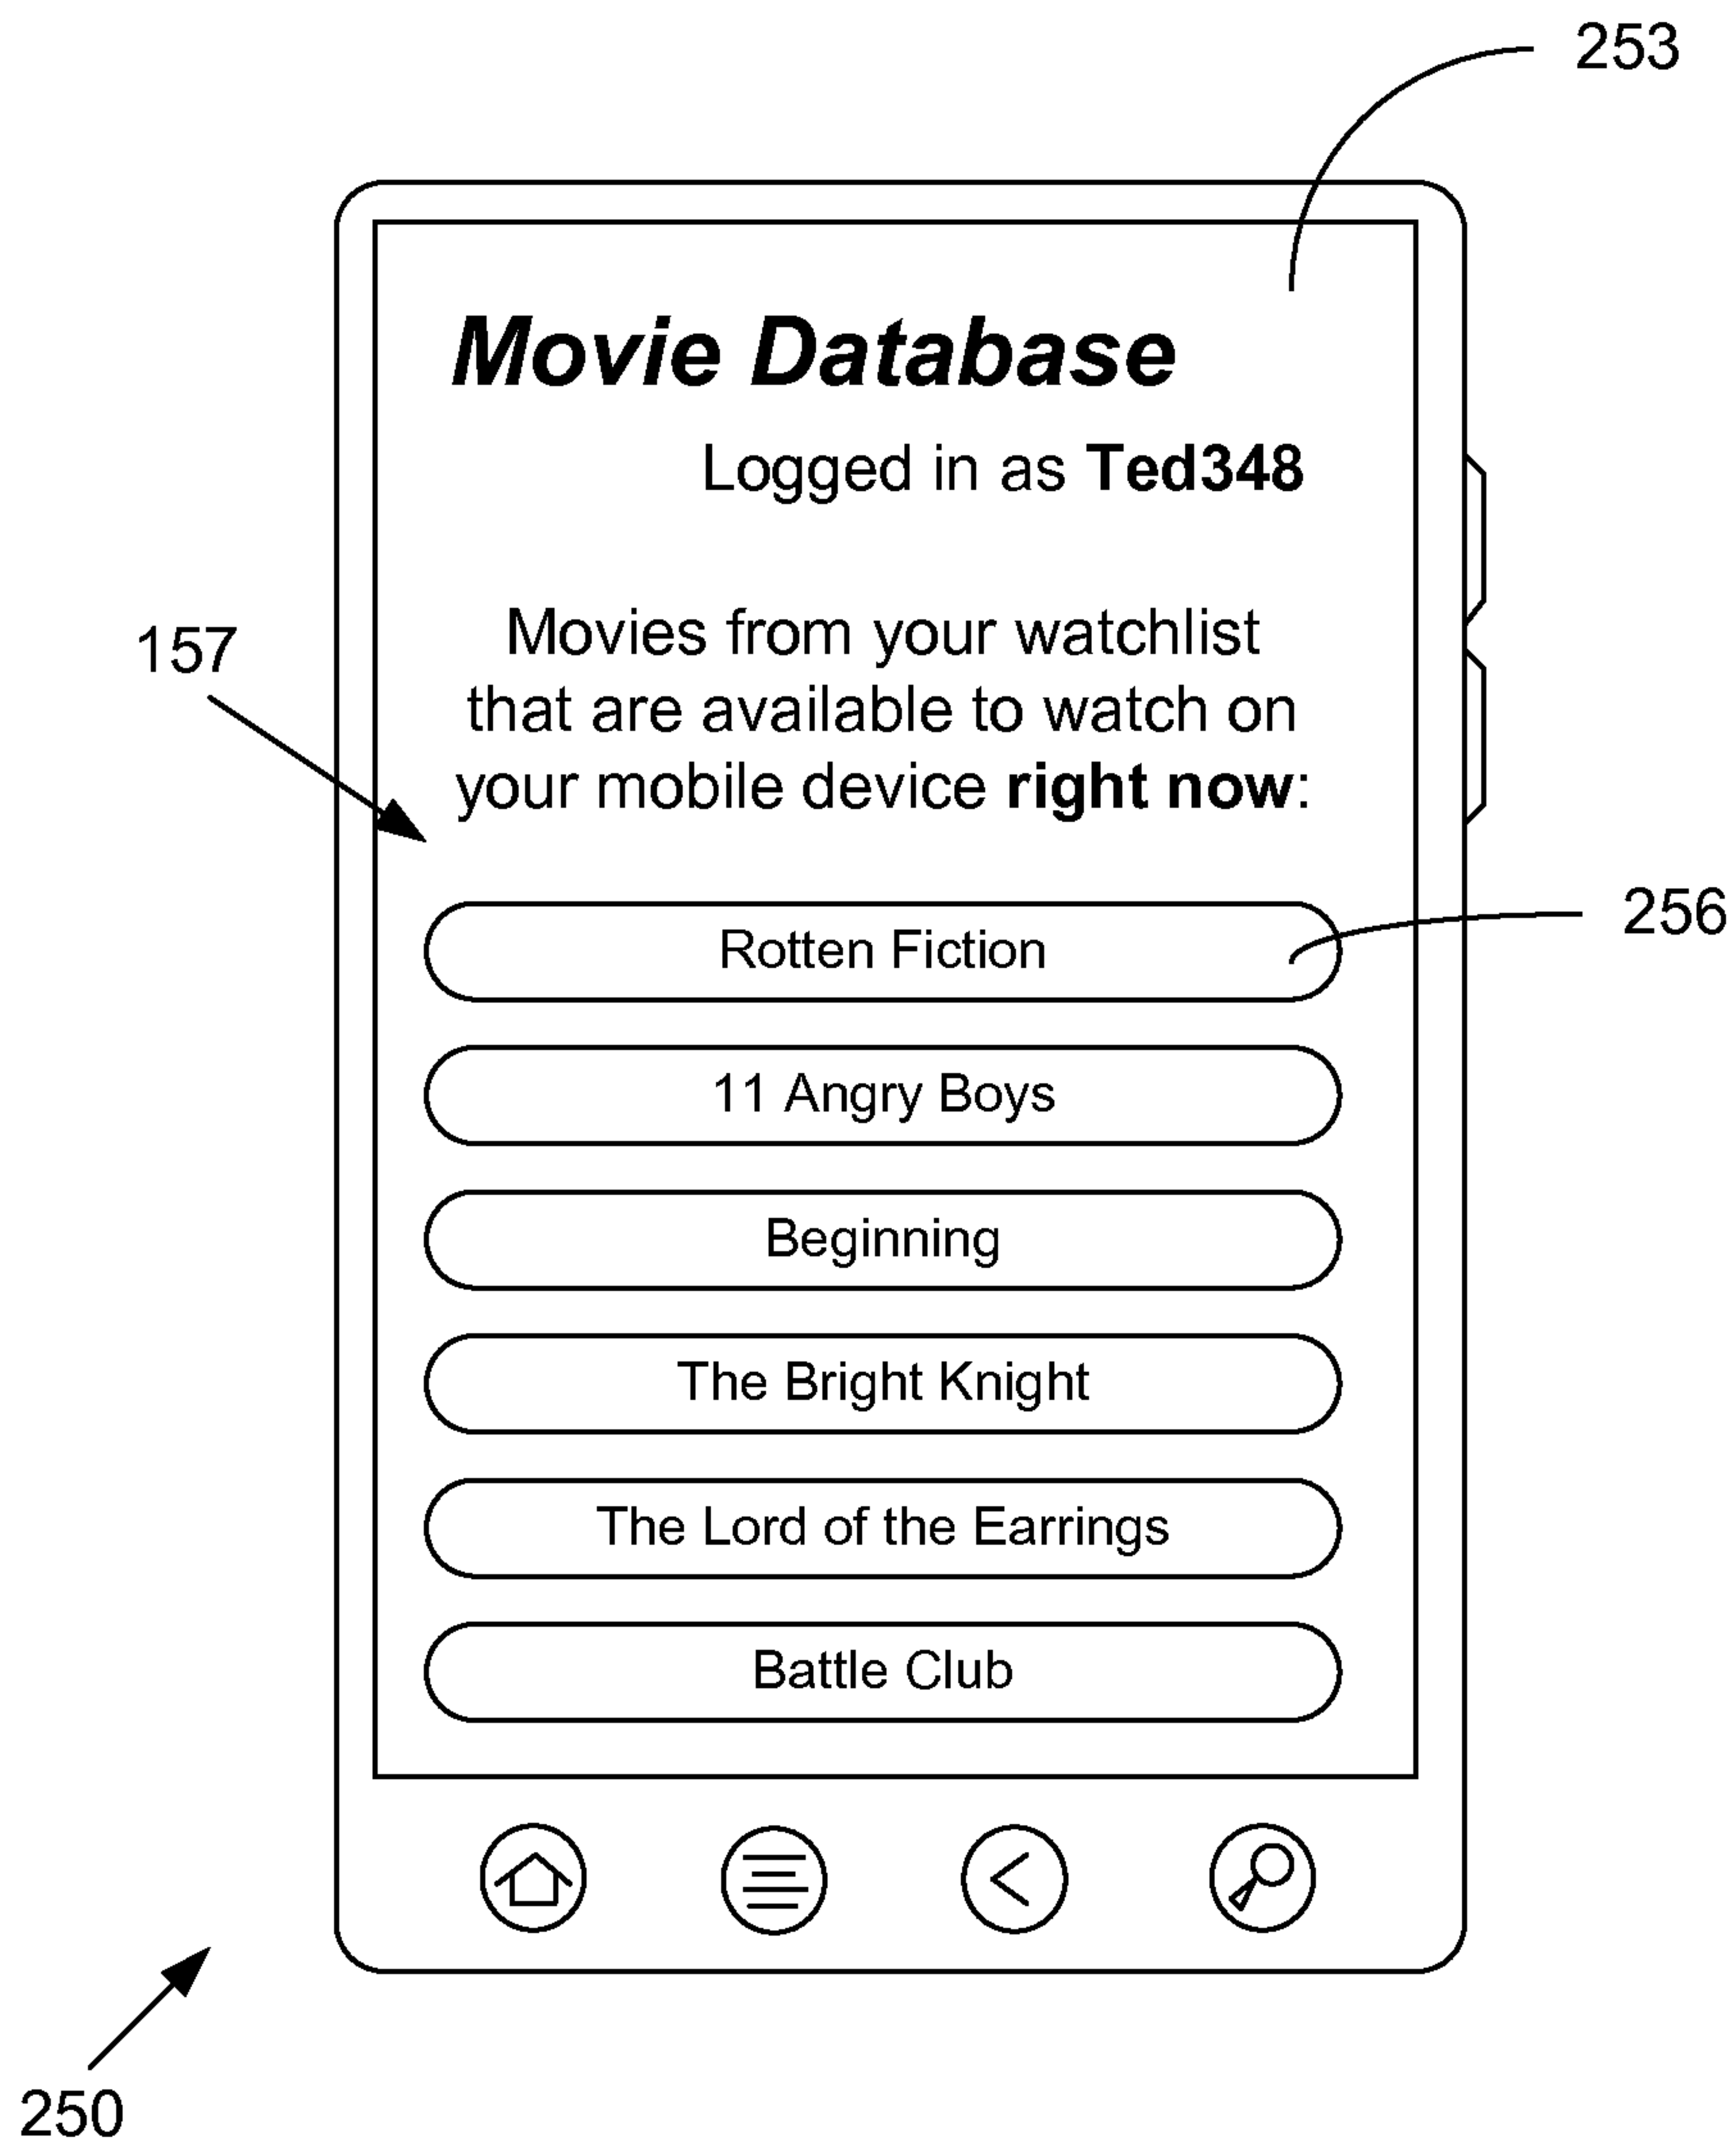 253
Movie Database
Logged in as Ted348
157
Movies from your watchlist
that are available to watch on
your mobile device right now:
256
Rotten Fiction
11 Angry Boys
Beginning
The Bright Knight
The Lord of the Earrings
Battle Club
250